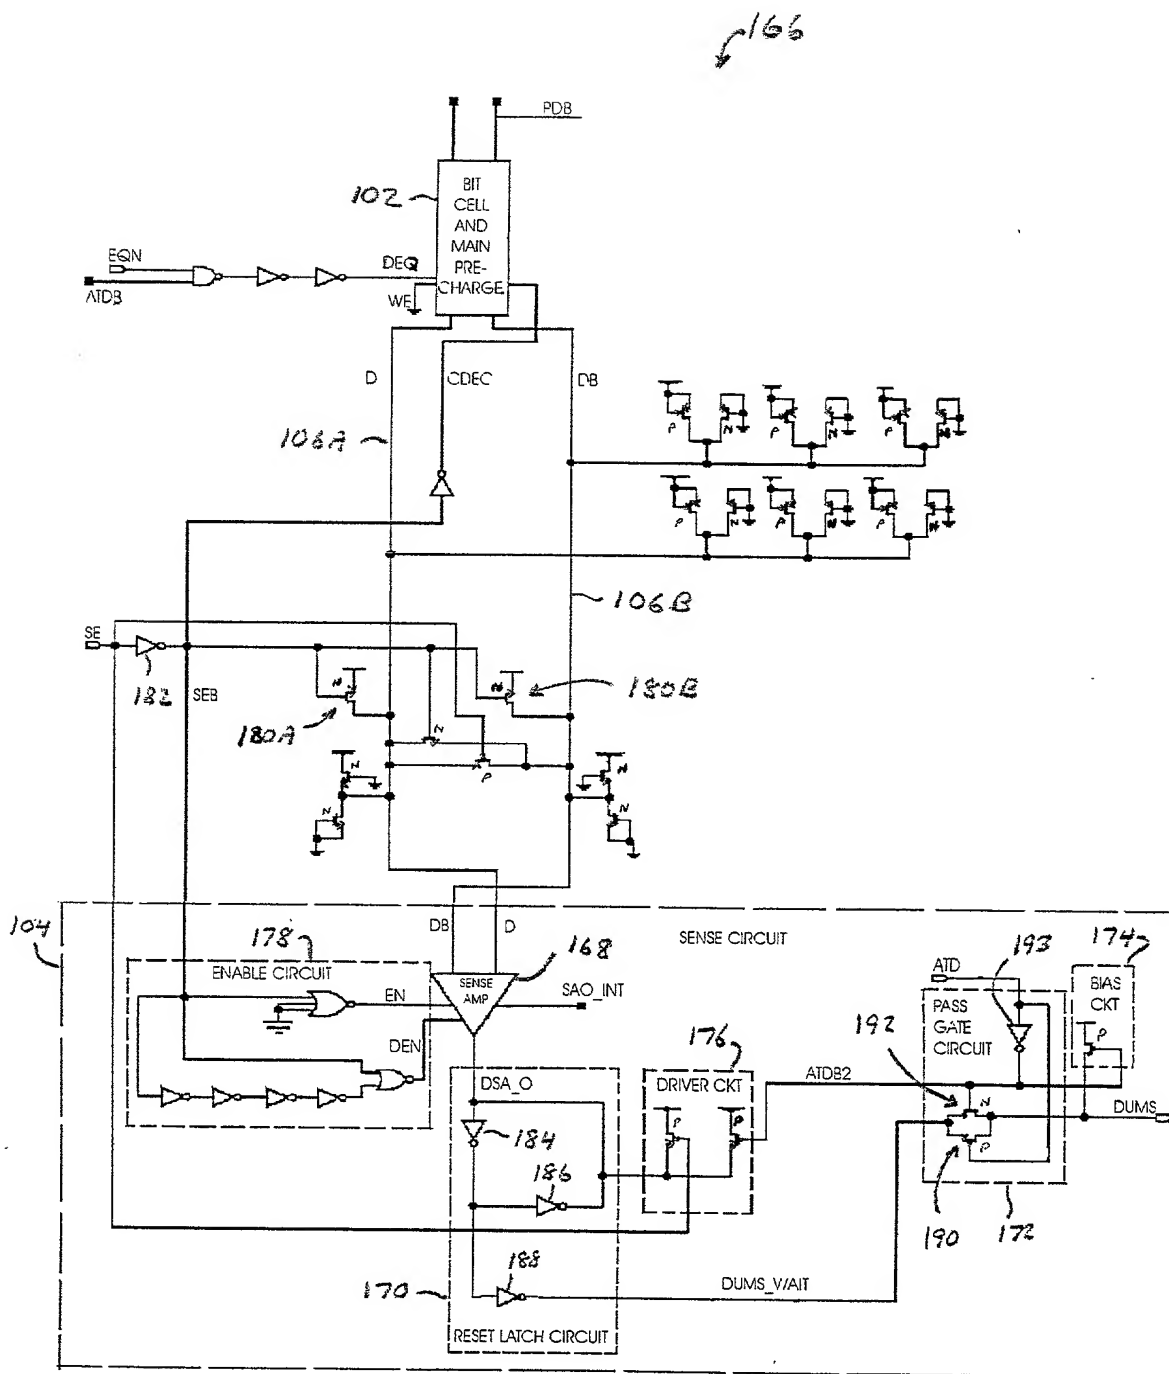 166
PDB
102
BIT
CELL
AND
MAIN
PRE-
CHARGE
EQN
DEQ
ATDB
WE
D
CDEC
DB
P N P N P N
106A
P N P N P N
106B
SE
182
SEB
N
N
180B
180A
N
P
N
N
N
N
104
DB
D
SENSE CIRCUIT
178
ENABLE CIRCUIT
168
SENSE
AMP
EN
SAO_INT
DEN
193
ATD
174
BIAS
CKT
PASS
GATE
CIRCUIT
192
P
176
DSA_O
DRIVER CKT
ATDB2
P
P
DUMS
N
P
184
186
190
172
188
DUMS_WAIT
170
RESET LATCH CIRCUIT